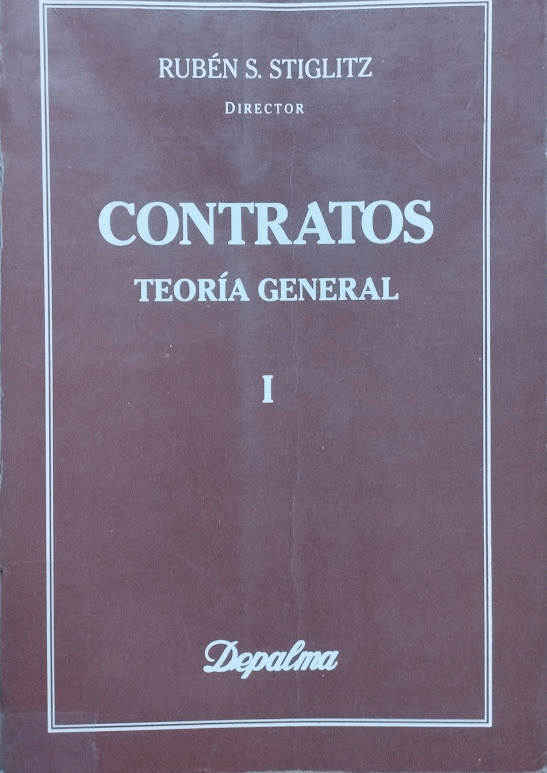 RUBÉN S. STIGLITZ
DIRECTOR
CONTRATOS
TEORÍA GENERAL
I
Depalma